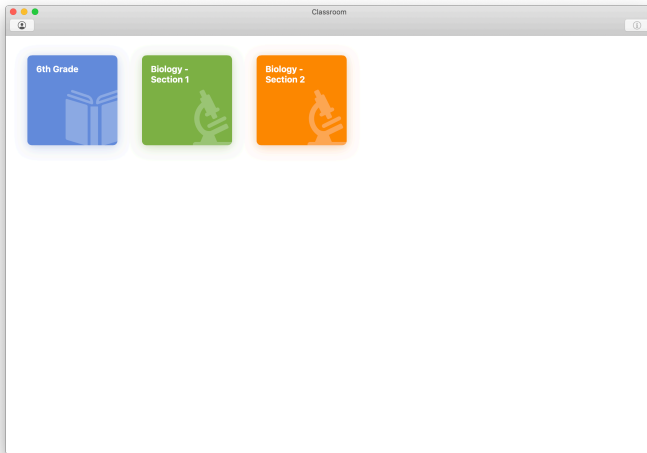 Classroom
6th Grade
Biology -
Section 1
Biology -
Section 2